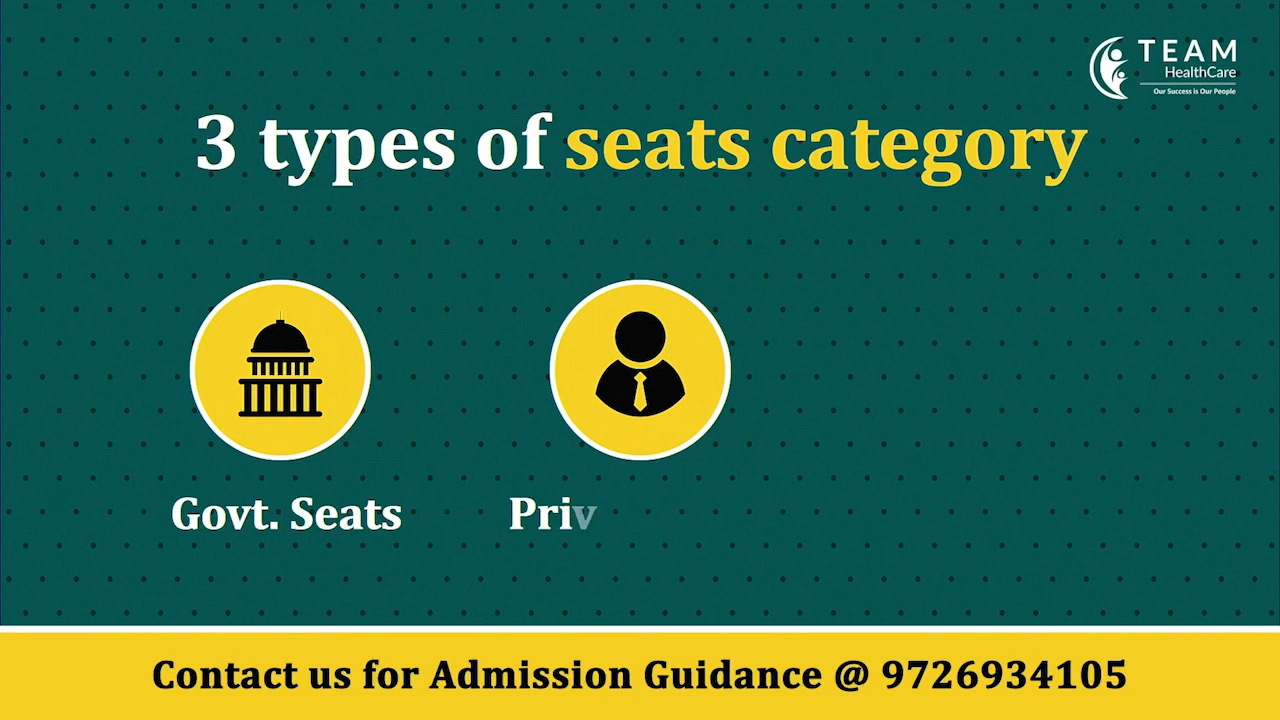 TEAM
HealthCare
Our Success is Our People
3 types of seats category
Govt. Seats
Priv
Contact us for Admission Guidance @ 9726934105